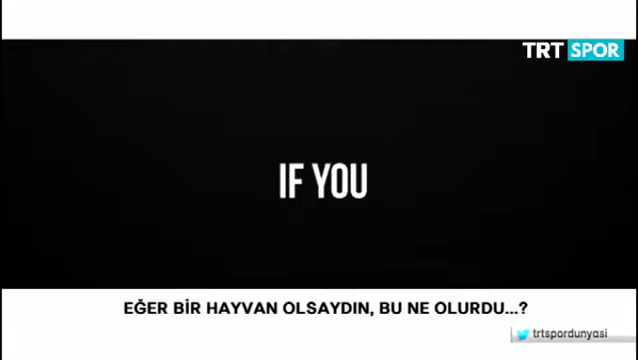 TRT SPOR
IF YOU
EĞER BİR HAYVAN OLSAYDIN, BU NE OLURDU...?
trtspordunyasi